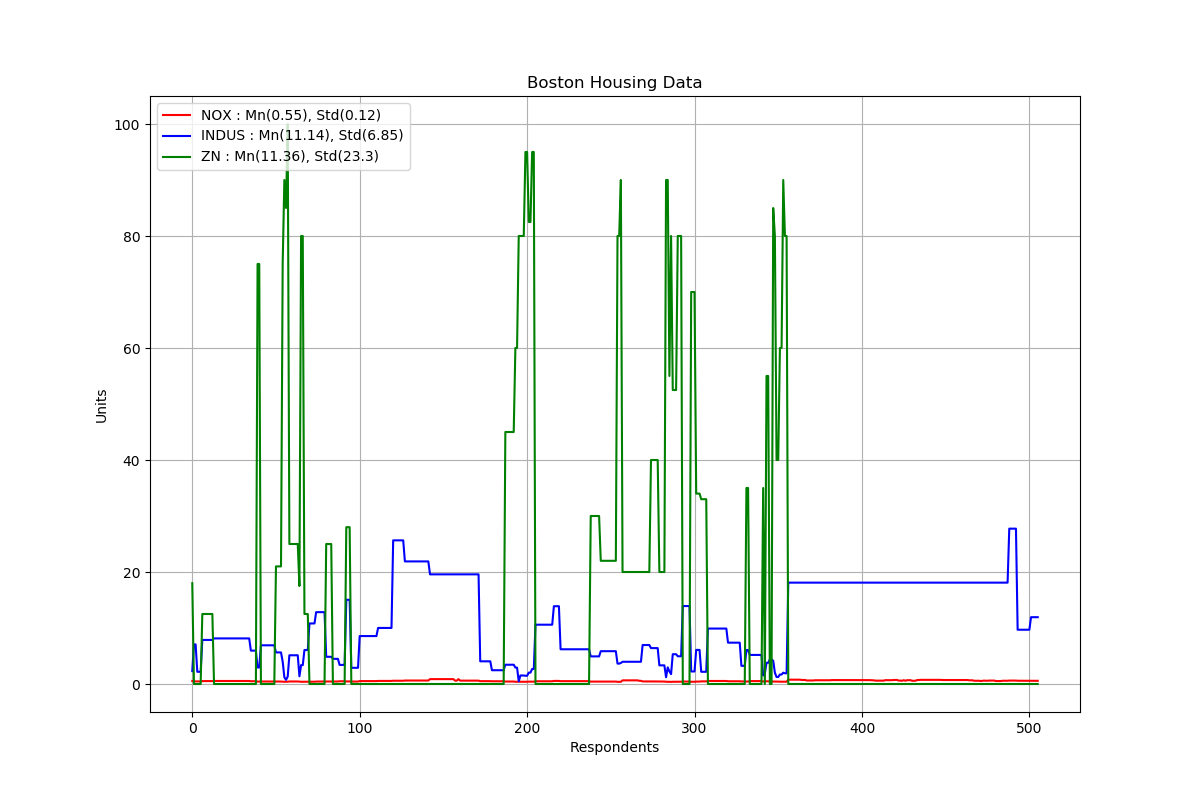 Boston Housing Data
NOX : Mn(0.55), Std(0.12)
INDUS : Mn(11.14), Std(6.85)
ZN : Mn(11.36), Std(23.3)
100
80
60
40
20
0
Units
0 100 200 300 400 500
Respondents